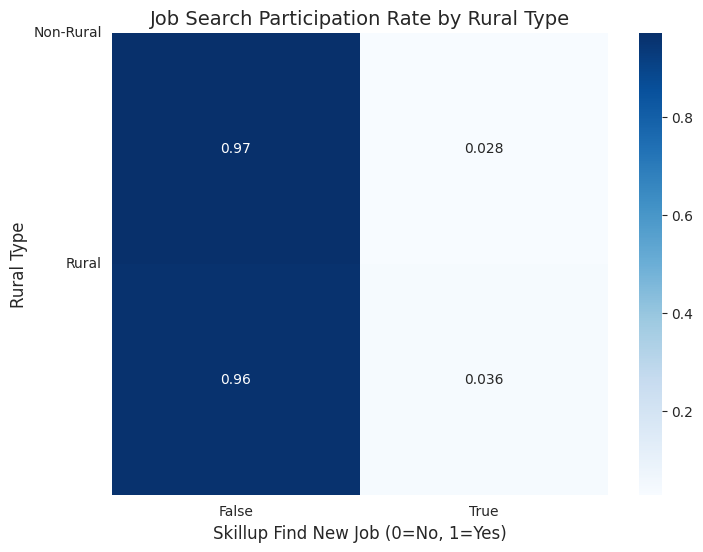 Job Search Participation Rate by Rural Type
Non-Rural
0.97
0.028
Rural
0.96
0.036
Rural Type
False
True
Skillup Find New Job (0=No, 1=Yes)
0.8
0.6
0.4
0.2